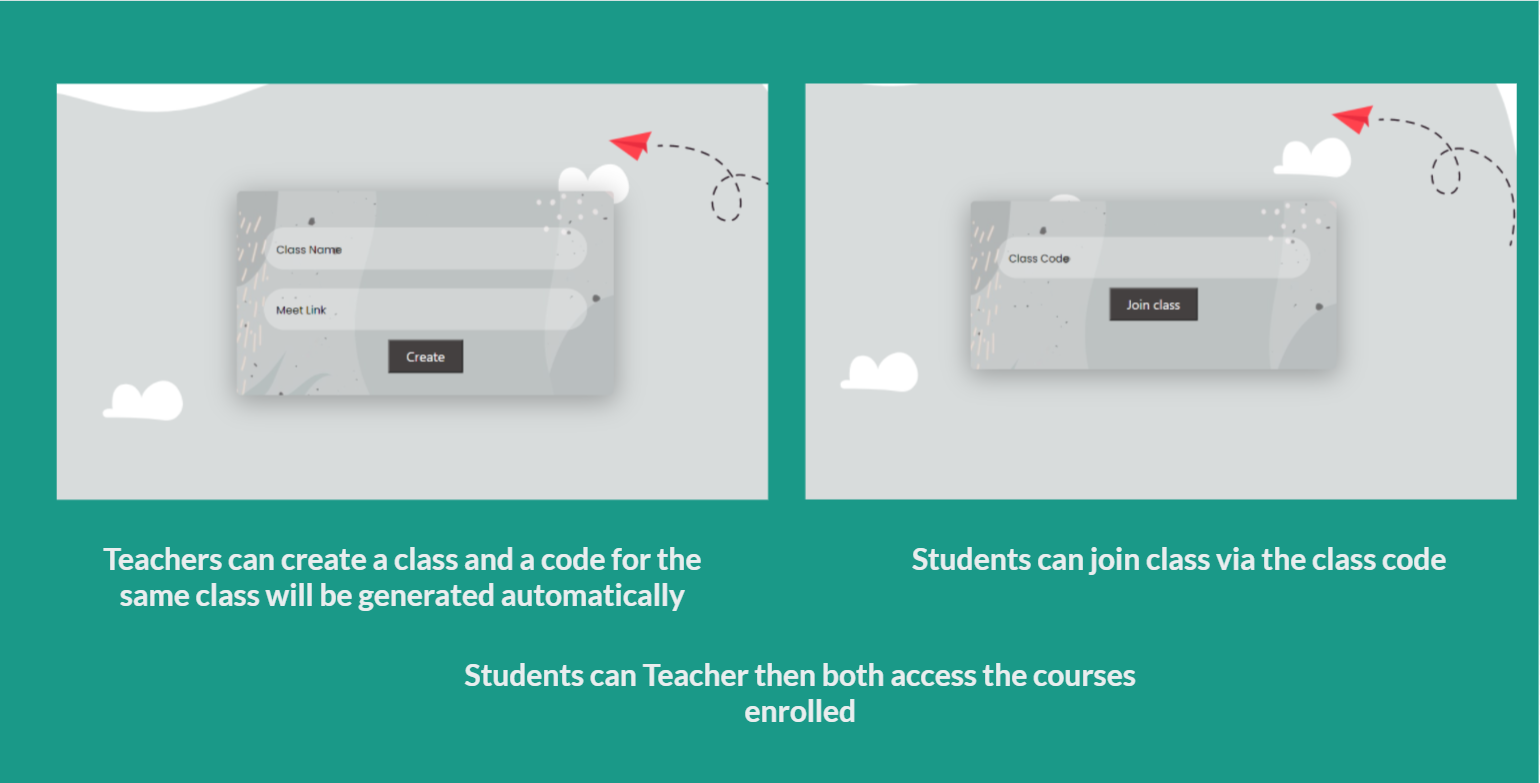 Class Name
Meet Link
Create
Class Code
Join class
Teachers can create a class and a code for the
same class will be generated automatically
Students can join class via the class code
Students can Teacher then both access the courses
enrolled